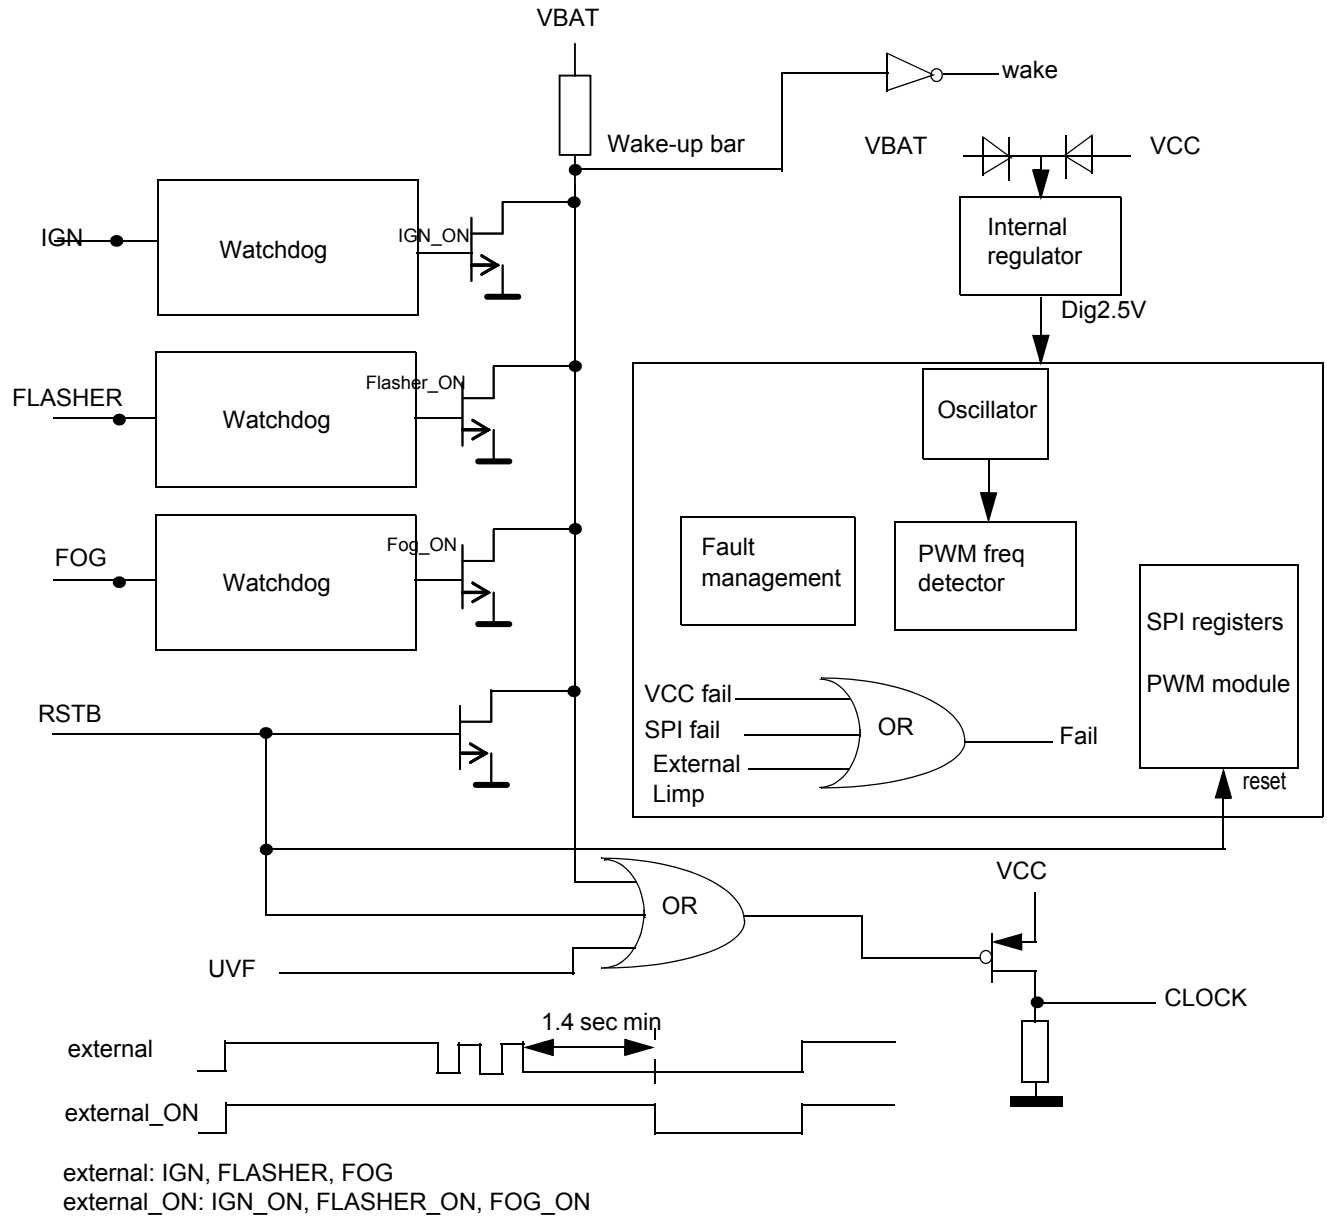 VBAT
wake
Wake-up bar
VBAT
VCC
IGN
Watchdog
IGN_ON
Internal
regulator
Dig2.5V
FLASHER
Watchdog
Flasher_ON
Oscillator
FOG
Watchdog
Fog_ON
Fault
management
PWM freq
detector
SPI registers
PWM module
RSTB
VCC fail
SPI fail
External
Limp
OR
Fail
reset
OR
VCC
UVF
CLOCK
1.4 sec min
external
external_ON
external: IGN, FLASHER, FOG
external_ON: IGN_ON, FLASHER_ON, FOG_ON